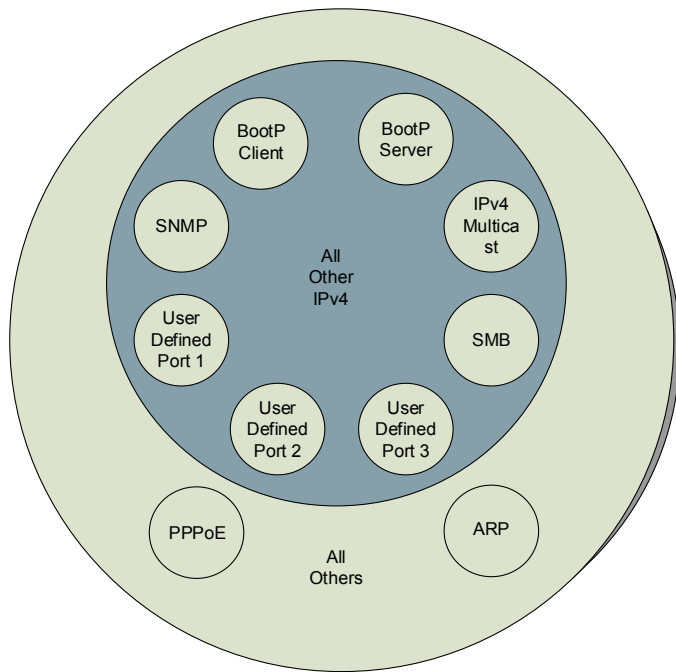 BootP
Client
BootP
Server
SNMP
IPv4
Multica
st
All
Other
IPv4
User
Defined
Port 1
SMB
User
Defined
Port 2
User
Defined
Port 3
PPPoE
ARP
All
Others